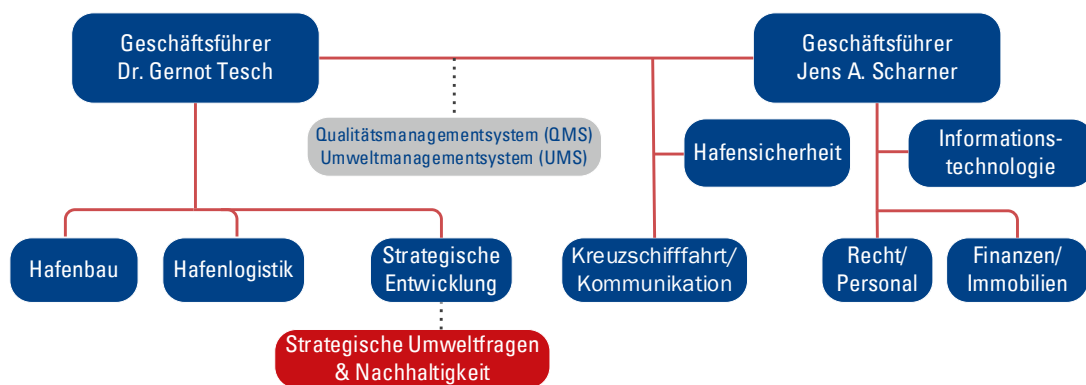 Geschäftsführer
Dr. Gernot Tesch
Geschäftsführer
Jens A. Scharner
Qualitätsmanagementsystem (QMS)
Umweltmanagementsystem (UMS)
Hafensicherheit
Informations-
technologie
Hafenbau
Hafenlogistik
Strategische
Entwicklung
Kreuzschifffahrt/
Kommunikation
Recht/
Personal
Finanzen/
Immobilien
Strategische Umweltfragen
& Nachhaltigkeit